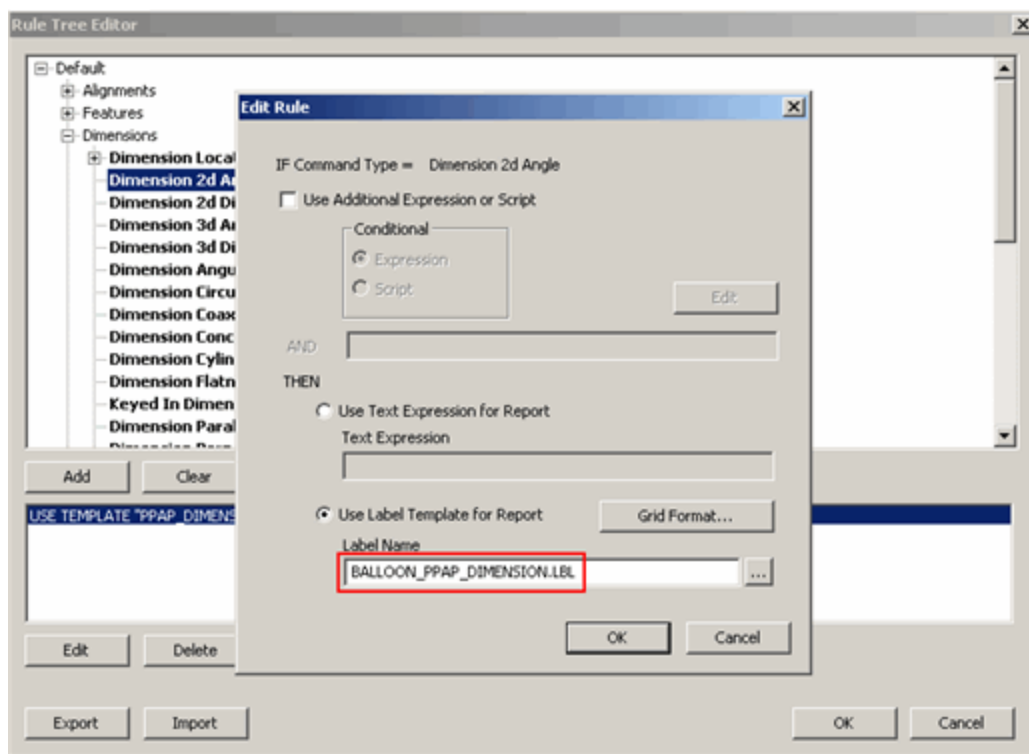 Rule Tree Editor
Default
Alignments
Features
Dimensions
Dimension Locat
Dimension 2d A
Dimension 2d Di
Dimension 3d A
Dimension 3d Di
Dimension Angu
Dimension Circu
Dimension Coax
Dimension Conc
Dimension Cylin
Dimension Flatn
Keyed In Dimen
Dimension Paral
Add
Clear
USE TEMPLATE "PPAP_DIMENS
Edit
Delete
Export
Import
OK
Cancel
Edit Rule
IF Command Type = Dimension 2d Angle
Use Additional Expression or Script
Conditional
Expression
Script
Edit
AND
THEN
Use Text Expression for Report
Text Expression
Use Label Template for Report
Grid Format...
Label Name
BALLOON_PPAP_DIMENSION.LBL
...
OK
Cancel